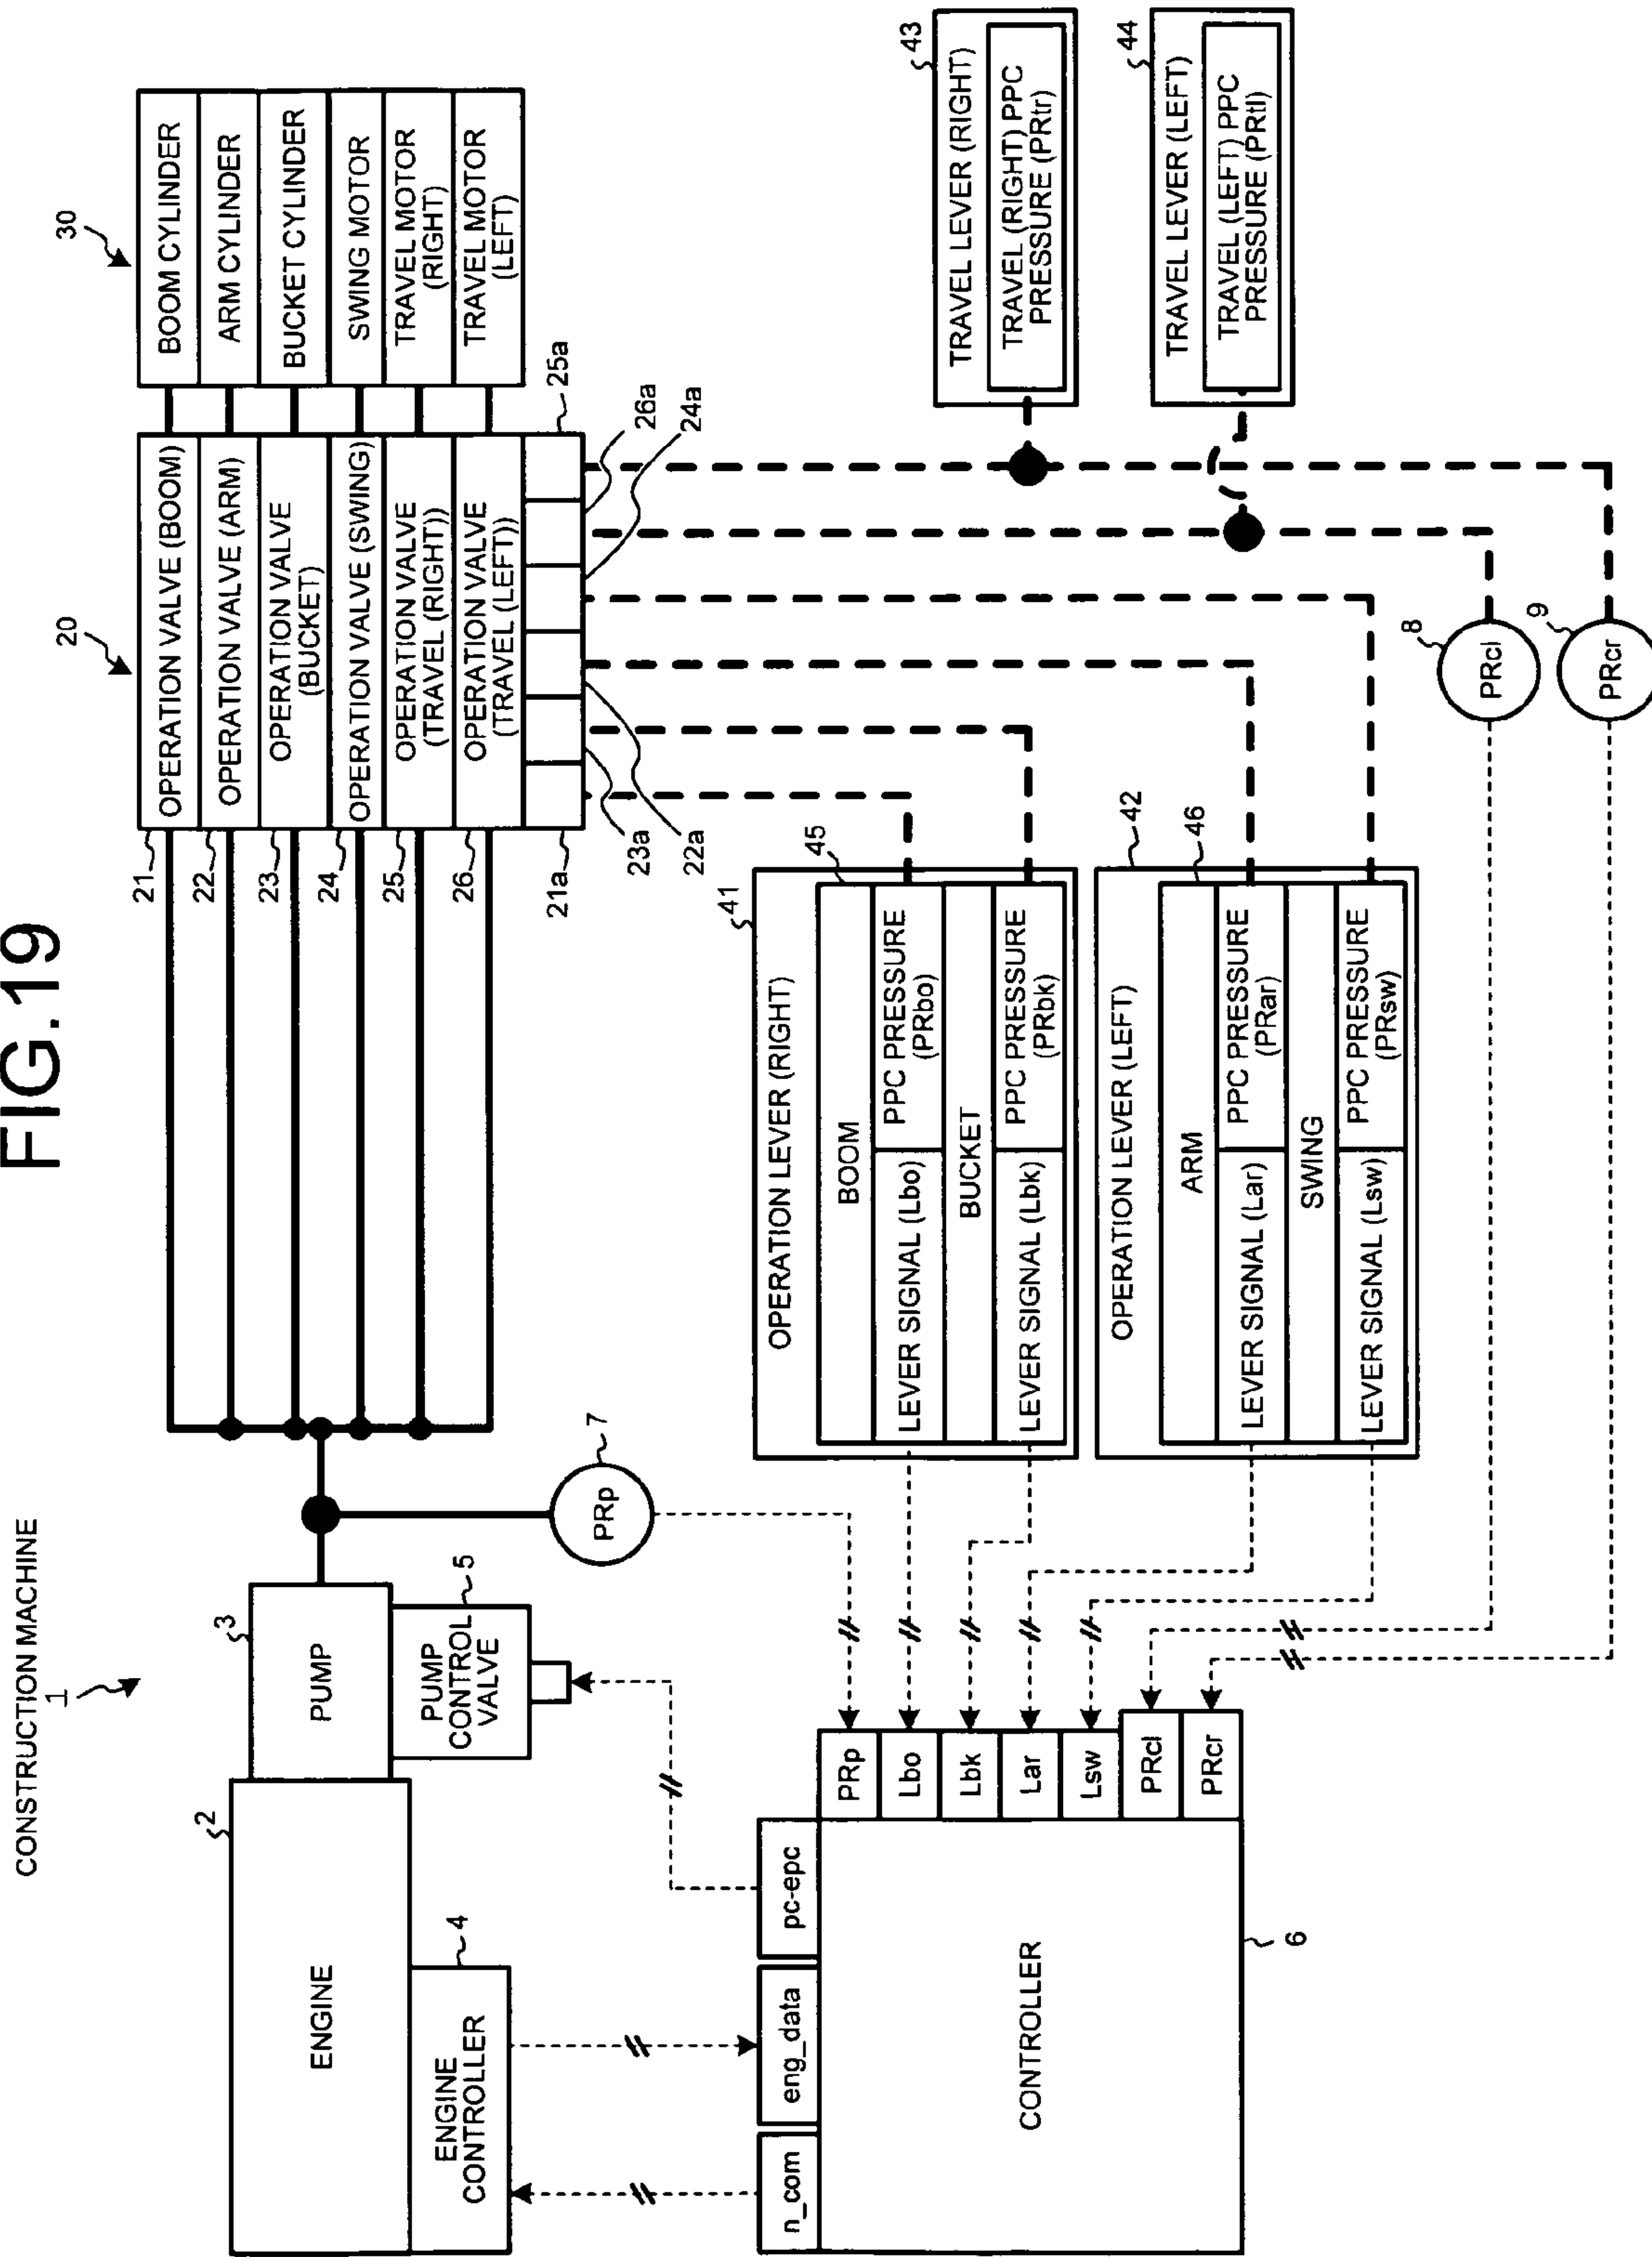 FIG.19
CONSTRUCTION MACHINE
1
2
ENGINE
3
PUMP
4
ENGINE
CONTROLLER
5
PUMP
CONTROL
VALVE
PRp
7
20
21
OPERATION VALVE (BOOM)
22
OPERATION VALVE (ARM)
23
OPERATION VALVE
(BUCKET)
24
OPERATION VALVE (SWING)
25
OPERATION VALVE
(TRAVEL (RIGHT))
26
OPERATION VALVE
(TRAVEL (LEFT))
21a
23a
22a
24a
26a
25a
30
BOOM CYLINDER
ARM CYLINDER
BUCKET CYLINDER
SWING MOTOR
TRAVEL MOTOR
(RIGHT)
TRAVEL MOTOR
(LEFT)
n_com
eng_data
pc-epc
CONTROLLER
6
PRp
Lbo
Lbk
Lar
Lsw
PRcl
PRcr
41
OPERATION LEVER (RIGHT)
45
BOOM
LEVER SIGNAL (Lbo)
PPC PRESSURE
(PRbo)
BUCKET
LEVER SIGNAL (Lbk)
PPC PRESSURE
(PRbk)
42
OPERATION LEVER (LEFT)
46
ARM
LEVER SIGNAL (Lar)
PPC PRESSURE
(PRar)
SWING
LEVER SIGNAL (Lsw)
PPC PRESSURE
(PRsw)
43
TRAVEL LEVER (RIGHT)
TRAVEL (RIGHT) PPC
PRESSURE (PRtr)
44
TRAVEL LEVER (LEFT)
TRAVEL (LEFT) PPC
PRESSURE (PRtl)
8
PRcl
9
PRcr